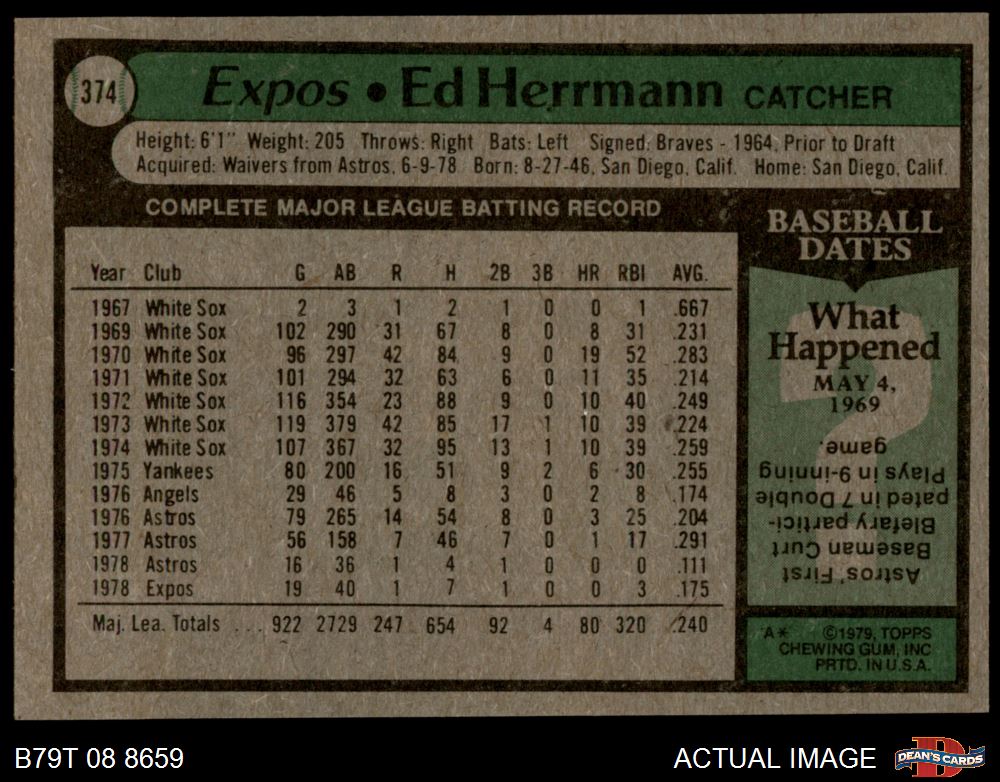 374
Expos • Ed Herrmann CATCHER
Height: 6'1" Weight: 205 Throws: Right Bats: Left Signed: Braves - 1964, Prior to Draft
Acquired: Waivers from Astros, 6-9-78 Born: 8-27-46, San Diego, Calif. Home: San Diego, Calif.
COMPLETE MAJOR LEAGUE BATTING RECORD
Year Club G AB R H 2B 3B HR RBI AVG.
1967 White Sox 2 3 1 2 1 0 0 1 .667
1969 White Sox 102 290 31 67 8 0 8 31 .231
1970 White Sox 96 297 42 84 9 0 19 52 .283
1971 White Sox 101 294 32 63 6 0 11 35 .214
1972 White Sox 116 354 23 88 9 0 10 40 .249
1973 White Sox 119 379 42 85 17 1 10 39 .224
1974 White Sox 107 367 32 95 13 1 10 39 .259
1975 Yankees 80 200 16 51 9 2 6 30 .255
1976 Angels 29 46 5 8 3 0 2 8 .174
1976 Astros 79 265 14 54 8 0 3 25 .204
1977 Astros 56 158 7 46 7 0 1 17 .291
1978 Astros 16 36 1 4 1 0 0 0 .111
1978 Expos 19 40 1 7 1 0 0 3 .175
Maj. Lea. Totals ... 922 2729 247 654 92 4 80 320 .240
BASEBALL
DATES
What
Happened
MAY 4,
1969
?
Astros' First
Baseman Curt
Blefary partici-
pated in 7 Double
Plays in 9-inning
game.
A* ©1979, TOPPS
CHEWING GUM, INC
PRTD. IN U.S.A.
B79T 08 8659
ACTUAL IMAGE
D
DEAN'S CARDS